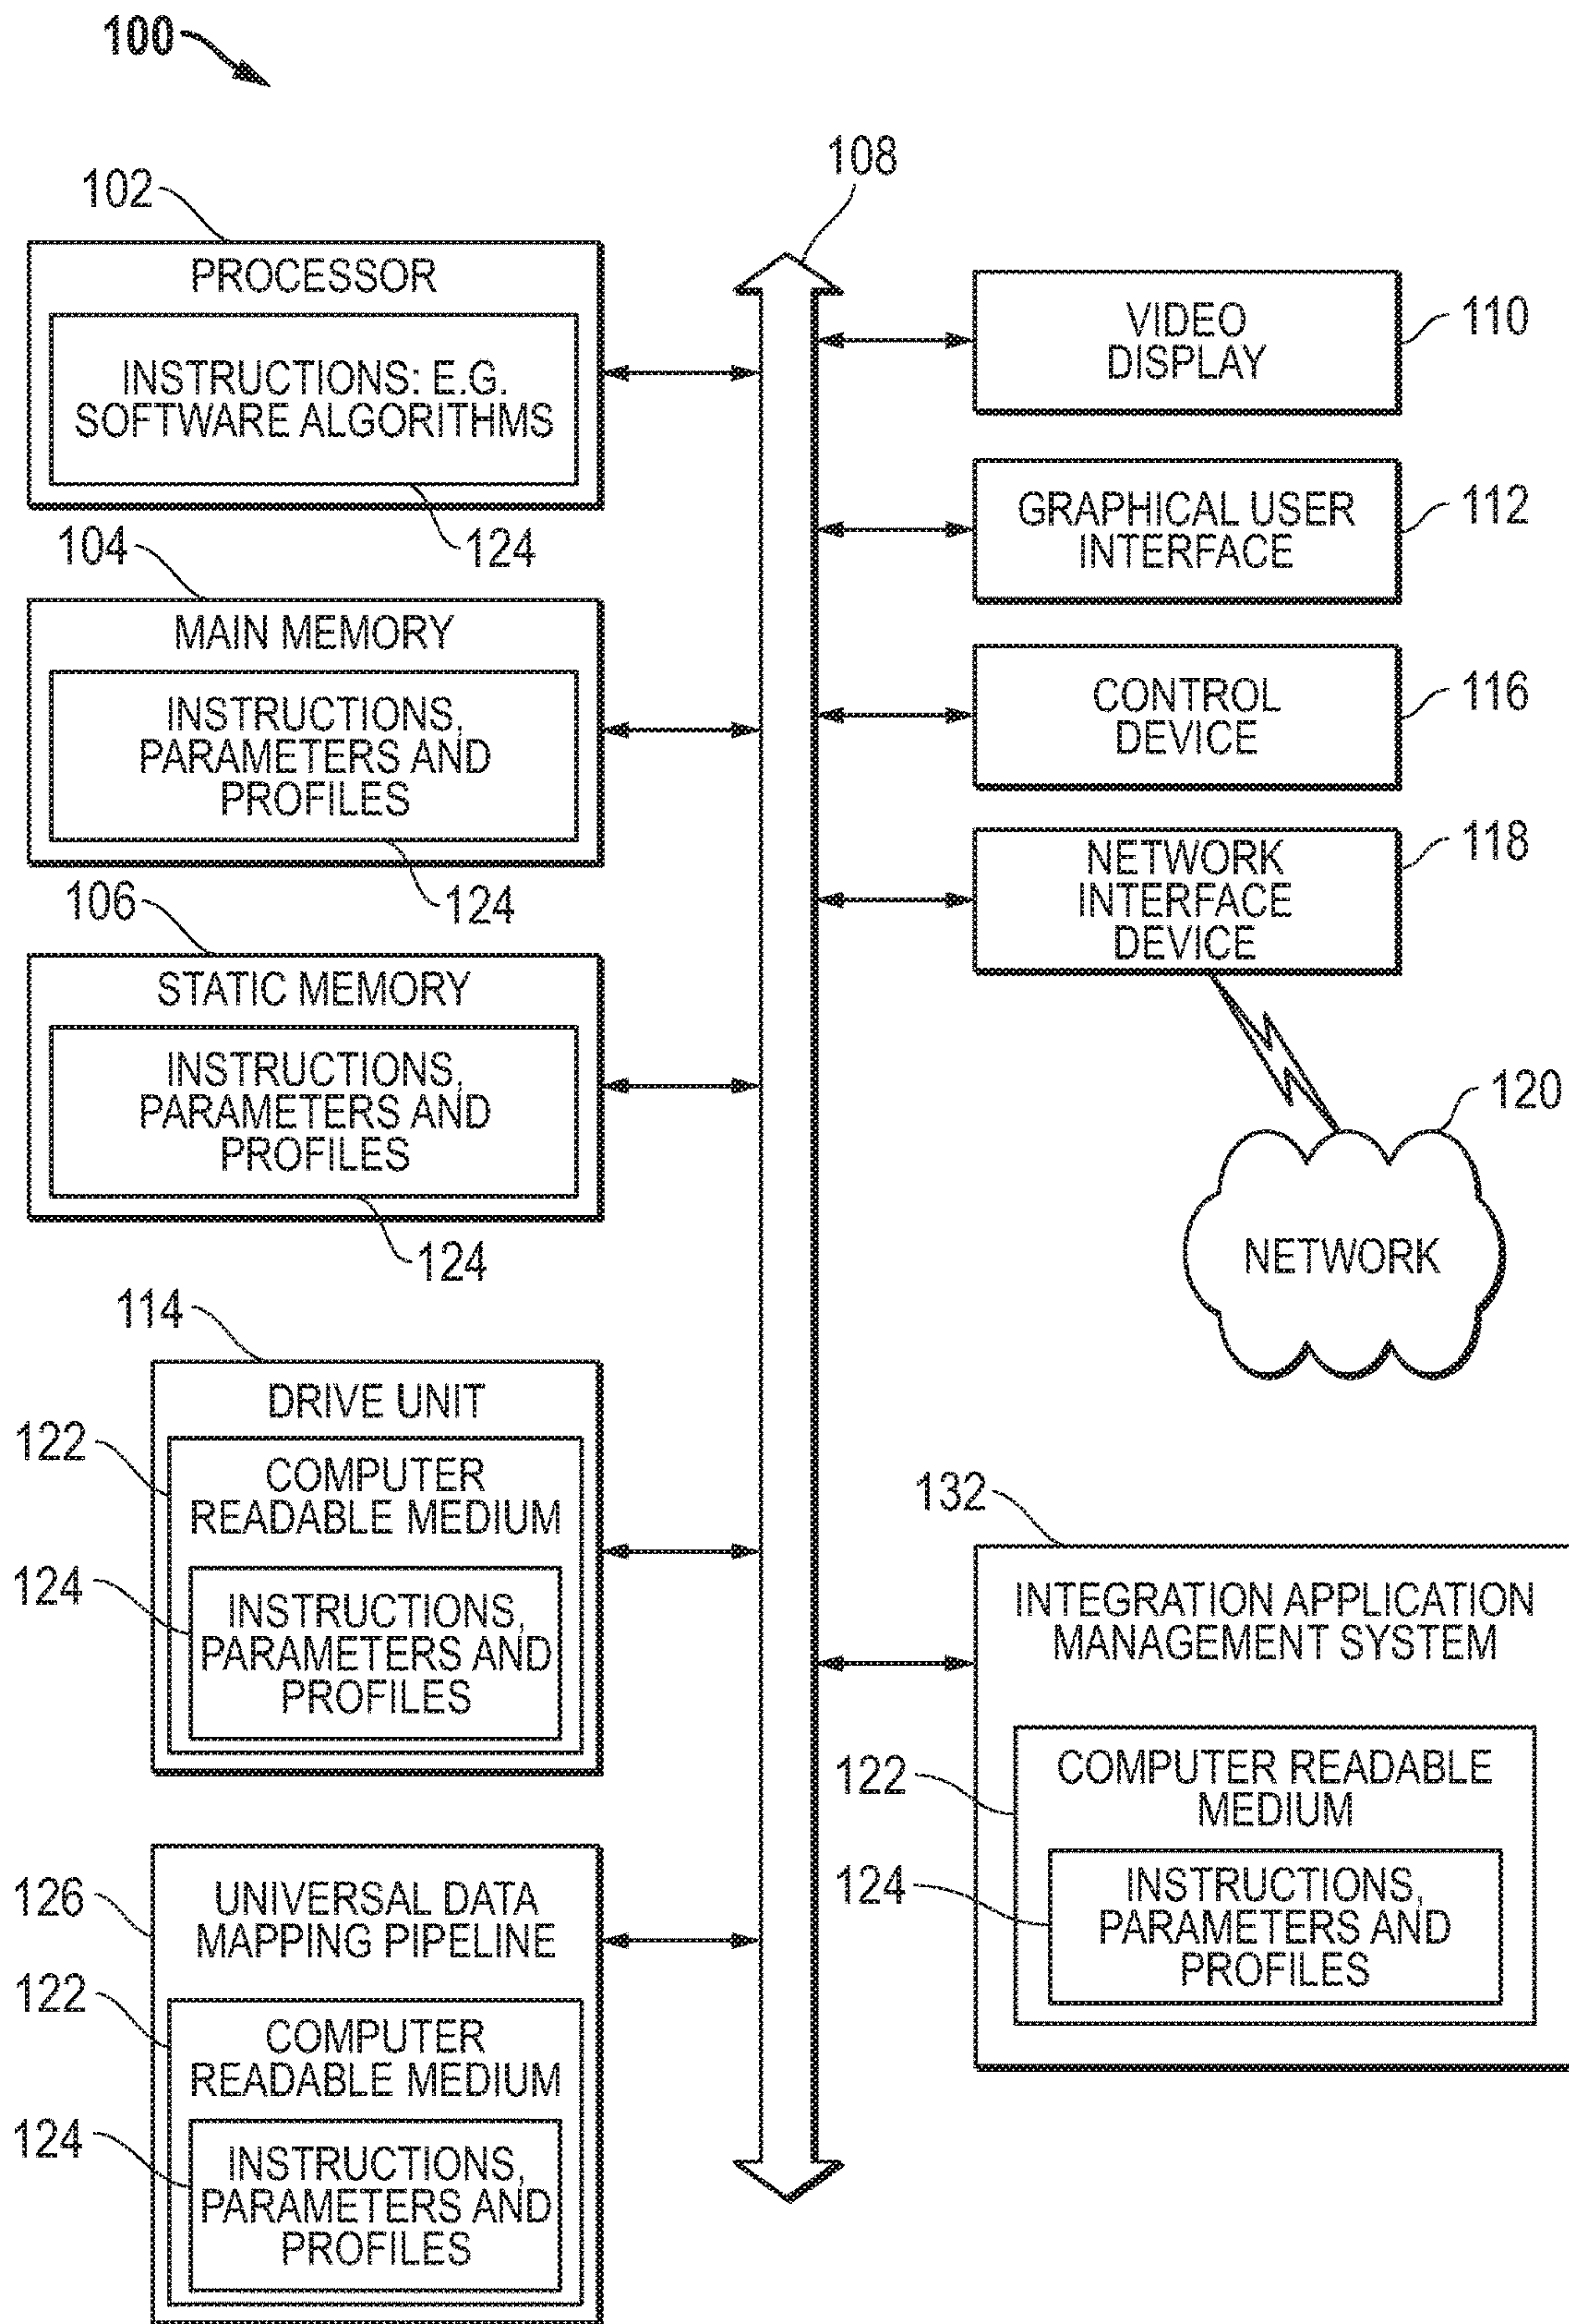 100
108
102
PROCESSOR
INSTRUCTIONS: E.G.
SOFTWARE ALGORITHMS
124
104
MAIN MEMORY
INSTRUCTIONS,
PARAMETERS AND
PROFILES
124
106
STATIC MEMORY
INSTRUCTIONS,
PARAMETERS AND
PROFILES
124
114
DRIVE UNIT
122
COMPUTER
READABLE MEDIUM
124
INSTRUCTIONS,
PARAMETERS AND
PROFILES
126
UNIVERSAL DATA
MAPPING PIPELINE
122
COMPUTER
READABLE MEDIUM
124
INSTRUCTIONS,
PARAMETERS AND
PROFILES
VIDEO
DISPLAY
110
GRAPHICAL USER
INTERFACE
112
CONTROL
DEVICE
116
NETWORK
INTERFACE
DEVICE
118
120
NETWORK
132
INTEGRATION APPLICATION
MANAGEMENT SYSTEM
122
COMPUTER READABLE
MEDIUM
124
INSTRUCTIONS,
PARAMETERS AND
PROFILES